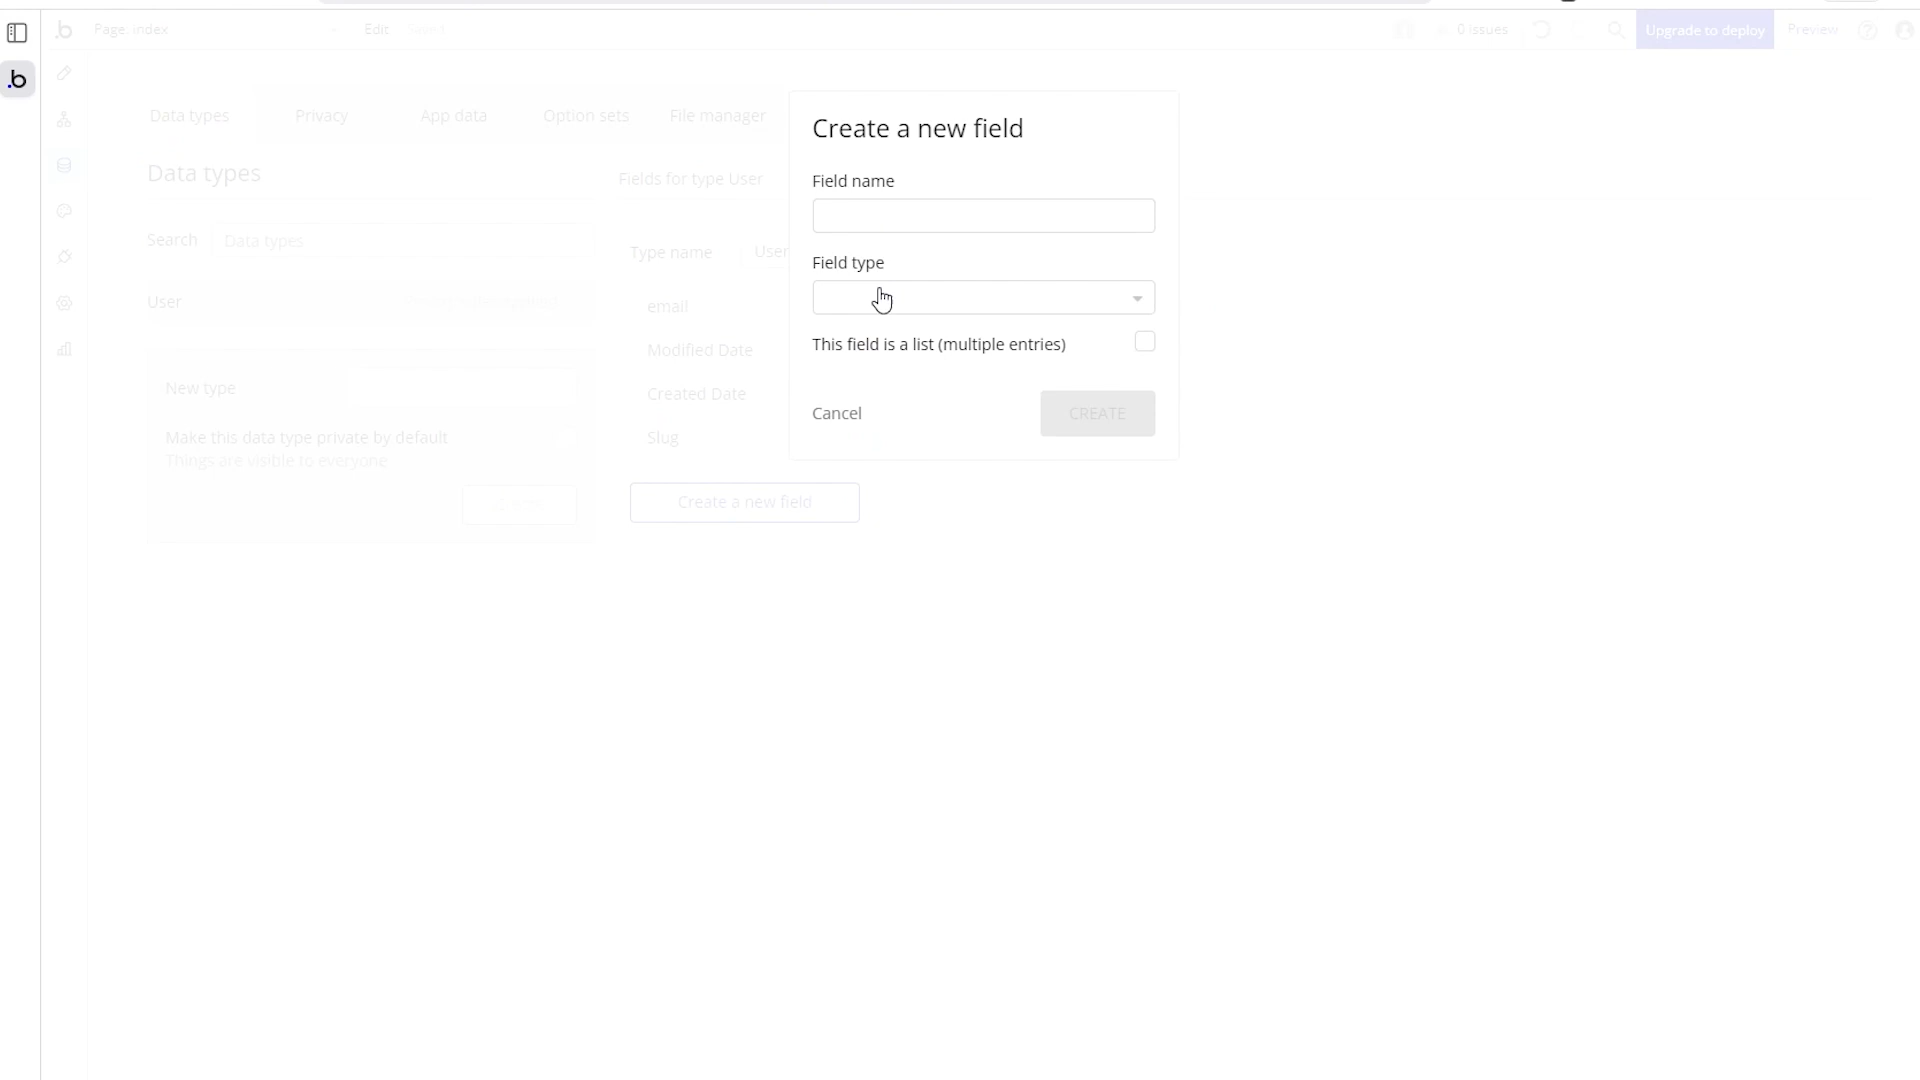 .b Page: index Edit 0 issues Upgrade to deploy Preview
.b
Data types Privacy App data Option sets File manager
Create a new field
Data types
Fields for type User
Field name
Search Data types
Type name User
Field type
User
email
This field is a list (multiple entries)
Modified Date
New type
Created Date
Cancel CREATE
Make this data type private by default
Slug
Things are visible to everyone
Create a new field